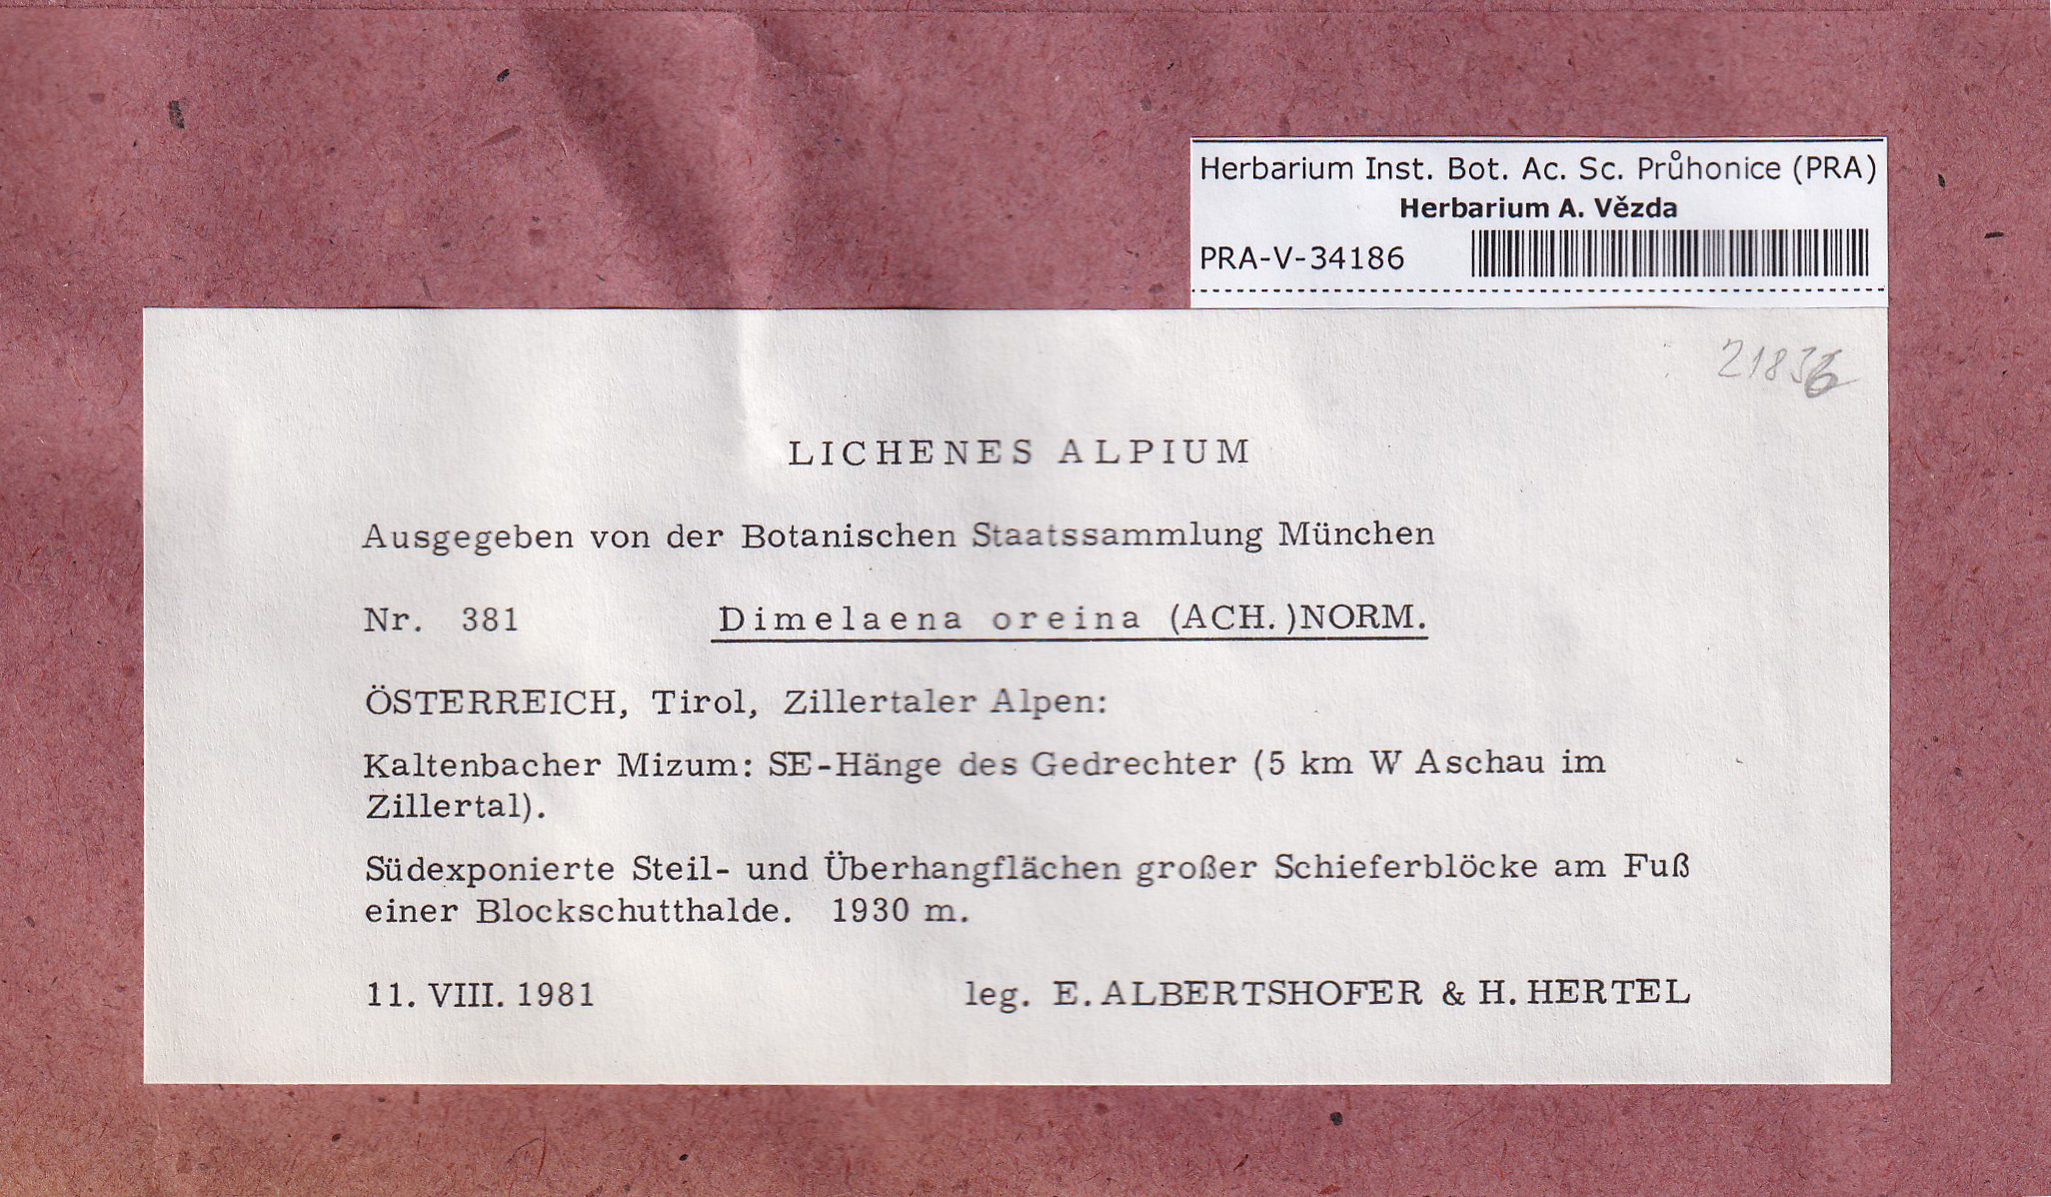 Herbarium Inst. Bot. Ac. Sc. Průhonice (PRA)
Herbarium A. Vězda
PRA-V-34186
LICHENES ALPIUM
Ausgegeben von der Botanischen Staatssammlung München
Nr. 381 Dimelaena oreina (ACH.)NORM.
ÖSTERREICH, Tirol, Zillertaler Alpen:
Kaltenbacher Mizum: SE-Hänge des Gedrechter (5 km W Aschau im
Zillertal).
Südexponierte Steil- und Überhangflächen großer Schieferblöcke am Fuß
einer Blockschutthalde. 1930 m.
11. VIII. 1981 leg. E. ALBERTSHOFER & H. HERTEL